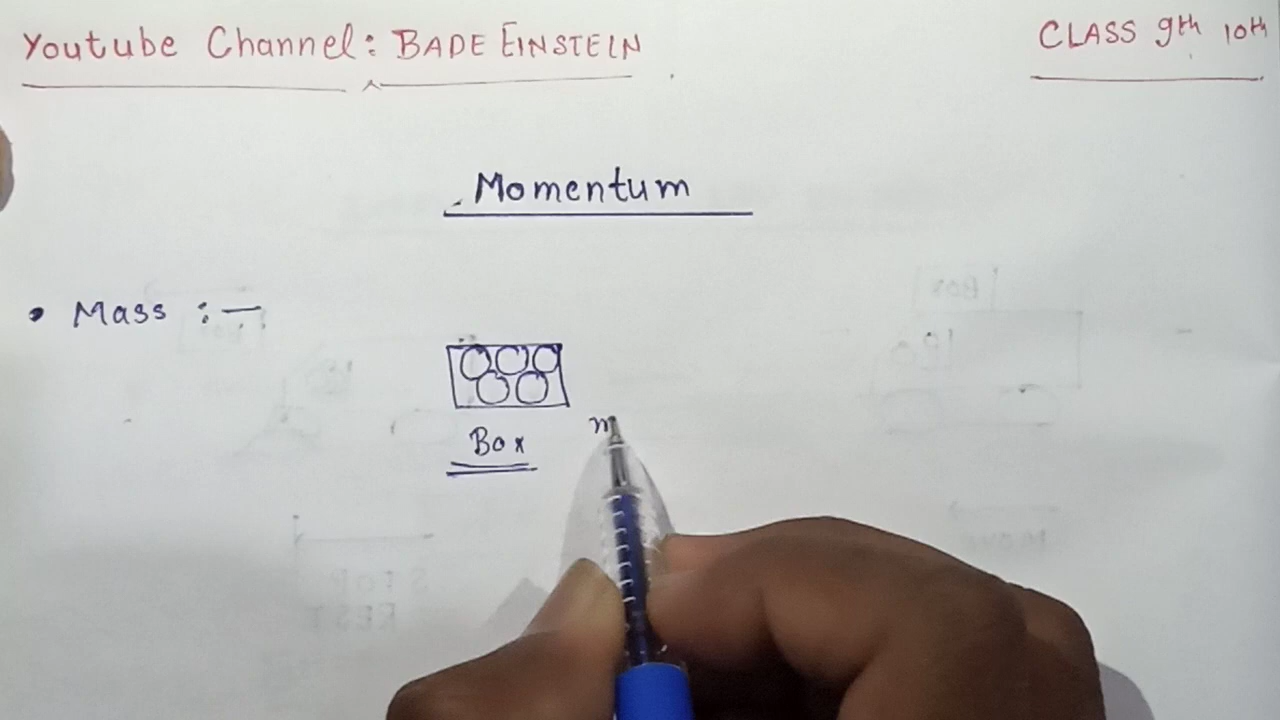 Youtube Channel: BADE EINSTEIN
CLASS 9th 10th
Momentum
• Mass :-
Box
m